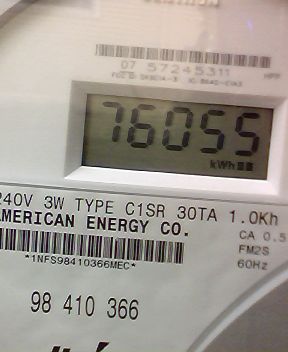 07 57245311
76055
kWh
240V 3W TYPE C1SR 30TA 1.0Kh
AMERICAN ENERGY CO.
CA 0.5
FM2S
*1NFS98410366MEC*
60Hz
98 410 366